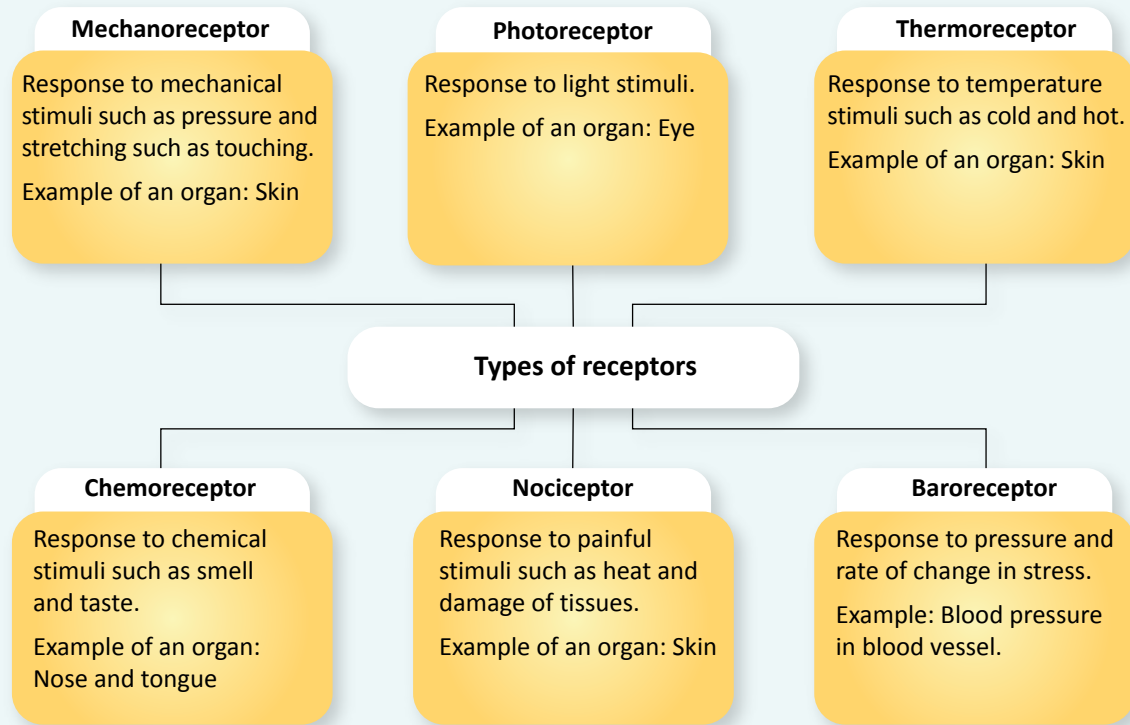 Mechanoreceptor
Response to mechanical
stimuli such as pressure and
stretching such as touching.
Example of an organ: Skin
Photoreceptor
Response to light stimuli.
Example of an organ: Eye
Thermoreceptor
Response to temperature
stimuli such as cold and hot.
Example of an organ: Skin
Types of receptors
Chemoreceptor
Response to chemical
stimuli such as smell
and taste.
Example of an organ:
Nose and tongue
Nociceptor
Response to painful
stimuli such as heat and
damage of tissues.
Example of an organ: Skin
Baroreceptor
Response to pressure and
rate of change in stress.
Example: Blood pressure
in blood vessel.